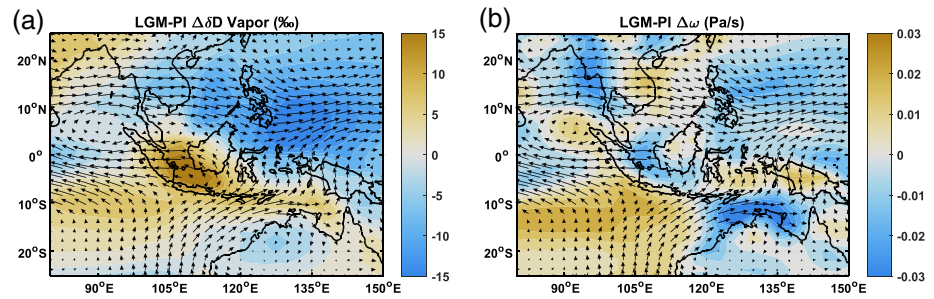 (a)
LGM-PI ΔδD Vapor (‰)
20°N
10°N
0°
10°S
20°S
90°E 105°E 120°E 135°E 150°E
15
10
5
0
-5
-10
-15
(b)
LGM-PI Δω (Pa/s)
20°N
10°N
0°
10°S
20°S
90°E 105°E 120°E 135°E 150°E
0.03
0.02
0.01
0
-0.01
-0.02
-0.03